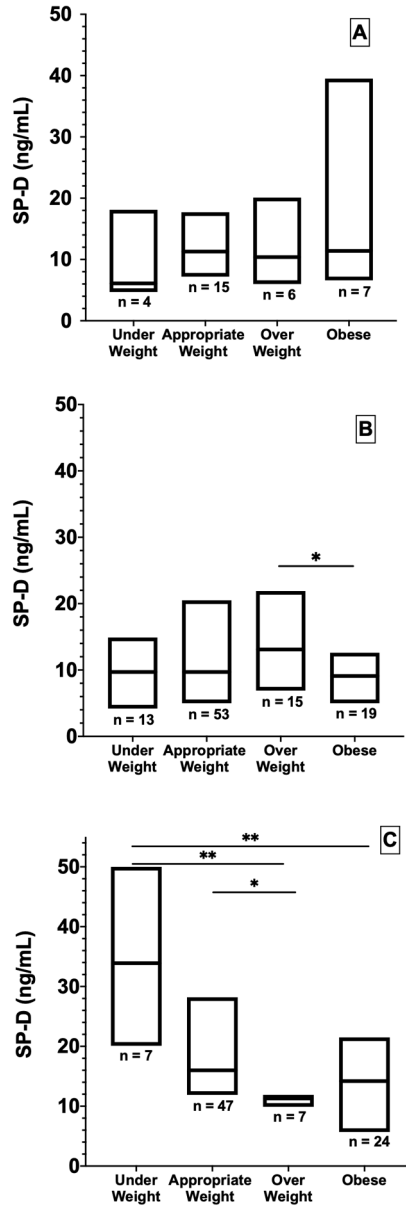 A
50
40
30
20
10
0
SP-D (ng/mL)
n = 4
n = 15
n = 6
n = 7
Under Weight
Appropriate Weight
Over Weight
Obese
B
50
40
30
20
10
0
SP-D (ng/mL)
*
n = 13
n = 53
n = 15
n = 19
Under Weight
Appropriate Weight
Over Weight
Obese
C
50
40
30
20
10
0
SP-D (ng/mL)
**
**
*
n = 7
n = 47
n = 7
n = 24
Under Weight
Appropriate Weight
Over Weight
Obese